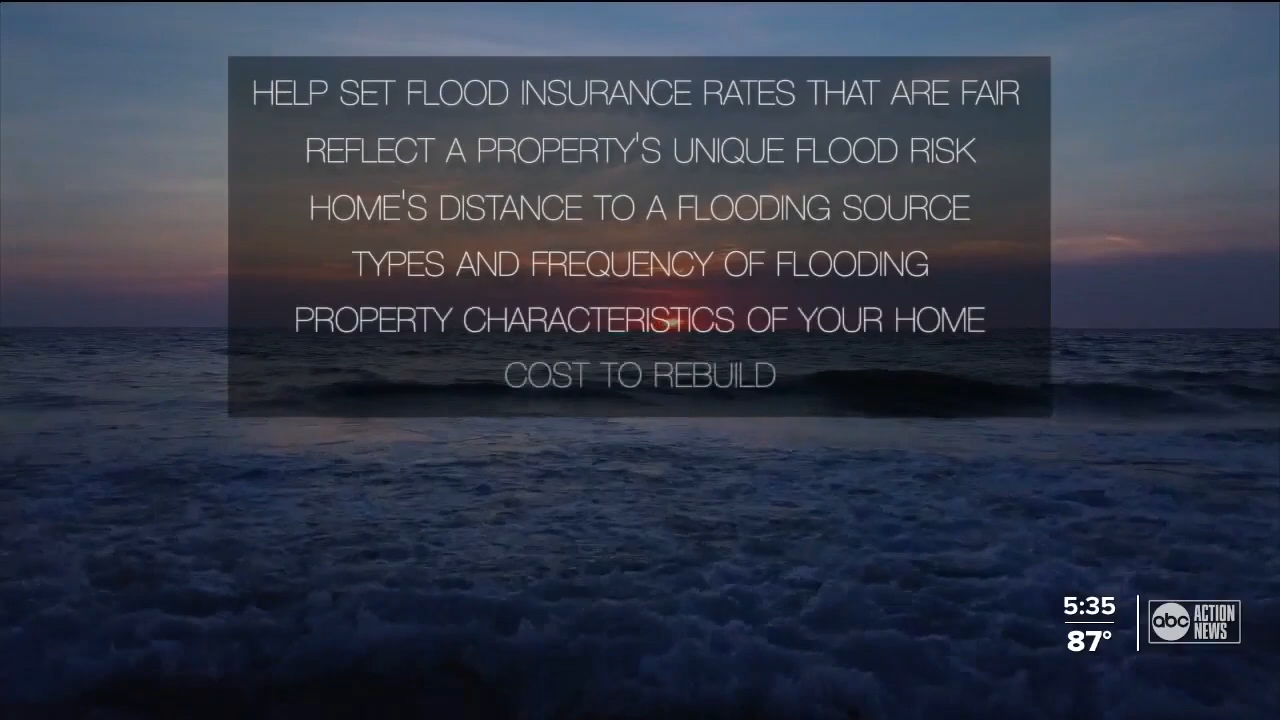 HELP SET FLOOD INSURANCE RATES THAT ARE FAIR
REFLECT A PROPERTY'S UNIQUE FLOOD RISK
HOME'S DISTANCE TO A FLOODING SOURCE
TYPES AND FREQUENCY OF FLOODING
PROPERTY CHARACTERISTICS OF YOUR HOME
COST TO REBUILD
5:35
87°
abc ACTION
NEWS